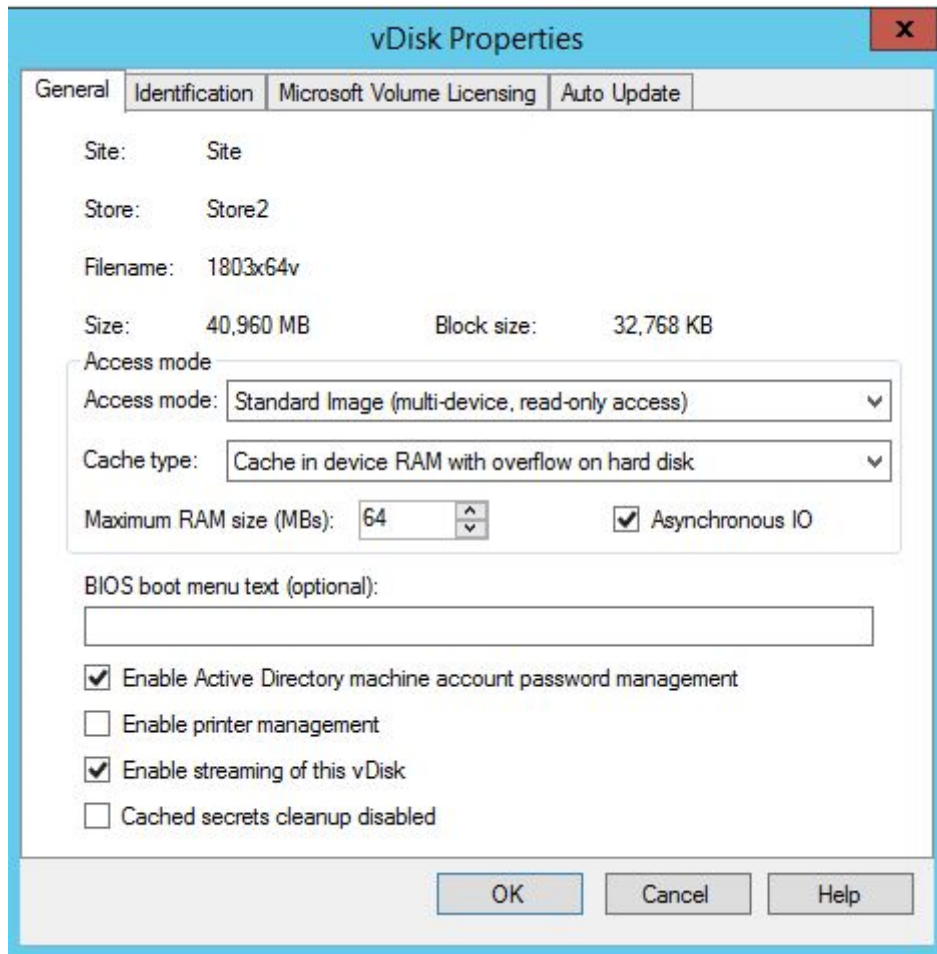 vDisk Properties
x
General Identification Microsoft Volume Licensing Auto Update
Site: Site
Store: Store2
Filename: 1803x64v
Size: 40,960 MB Block size: 32,768 KB
Access mode
Access mode: Standard Image (multi-device, read-only access)
Cache type: Cache in device RAM with overflow on hard disk
Maximum RAM size (MBs): 64 Asynchronous IO
BIOS boot menu text (optional):
Enable Active Directory machine account password management
Enable printer management
Enable streaming of this vDisk
Cached secrets cleanup disabled
OK Cancel Help